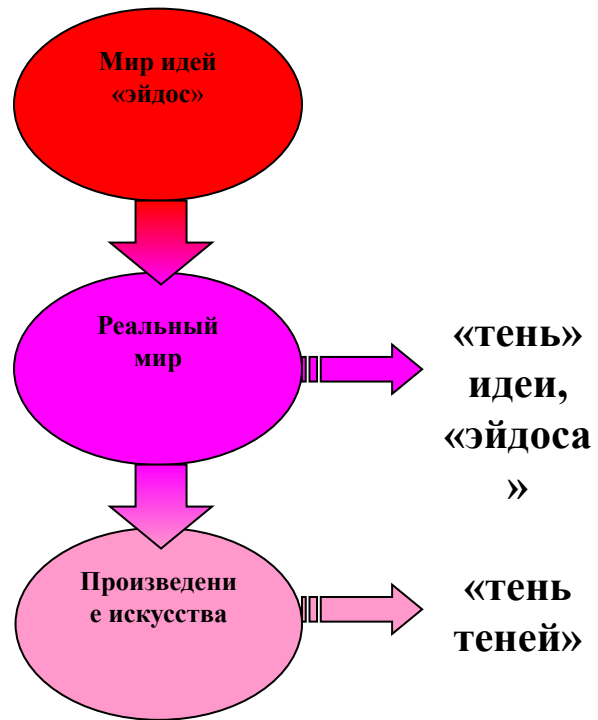 Мир идей
«эйдос»
Реальный
мир
«тень»
идеи,
«эйдоса
»
Произведени
е искусства
«тень
теней»